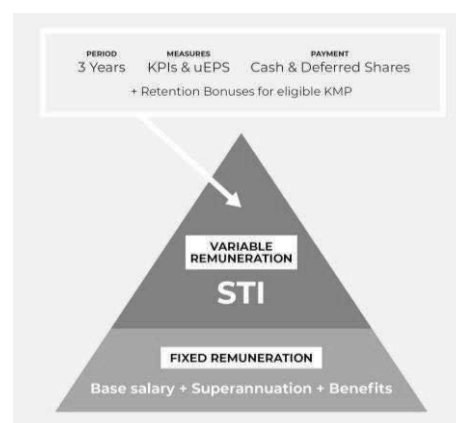 PERIOD MEASURES PAYMENT
3 Years KPIs & uEPS Cash & Deferred Shares
+ Retention Bonuses for eligible KMP
VARIABLE
REMUNERATION
STI
FIXED REMUNERATION
Base salary + Superannuation + Benefits